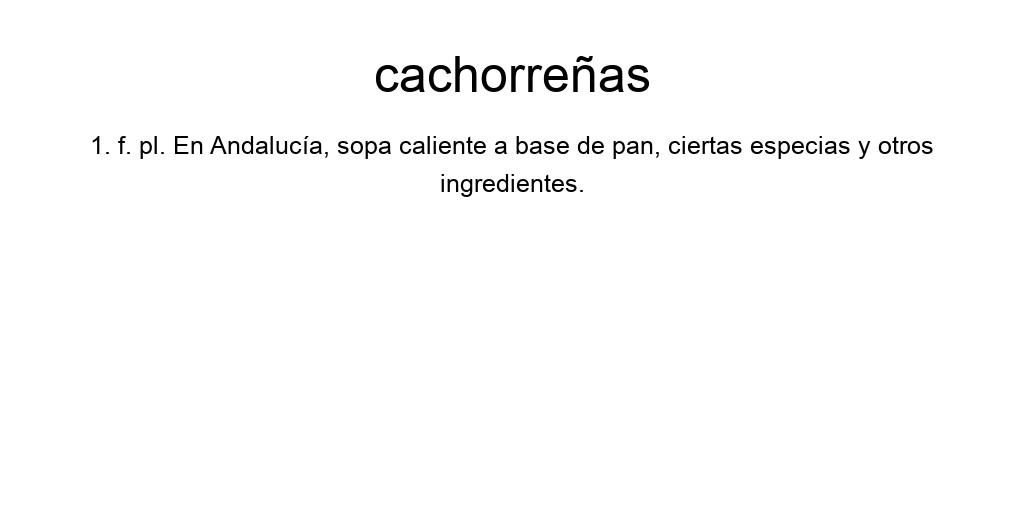 cachorreñas
1. f. pl. En Andalucía, sopa caliente a base de pan, ciertas especias y otros
ingredientes.